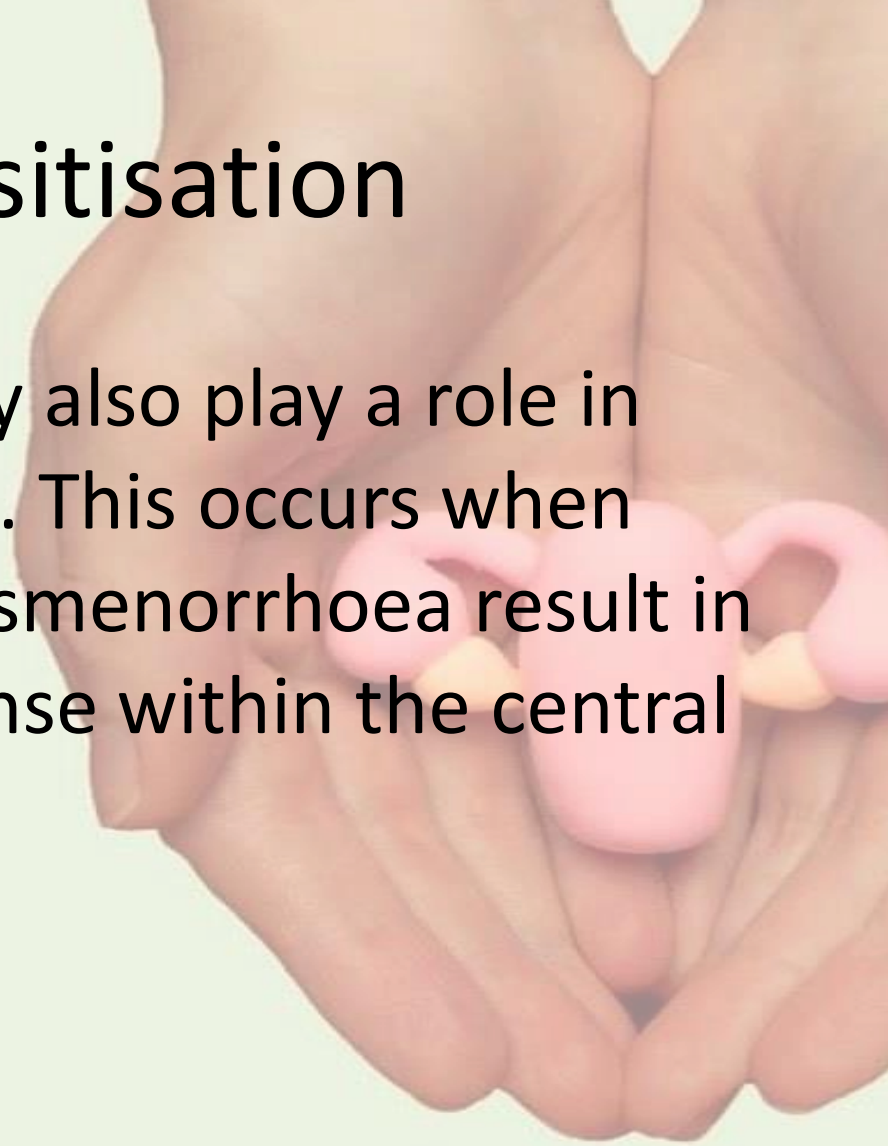 sitisation
y also play a role in
. This occurs when
smenorrhoea result in
nse within the central